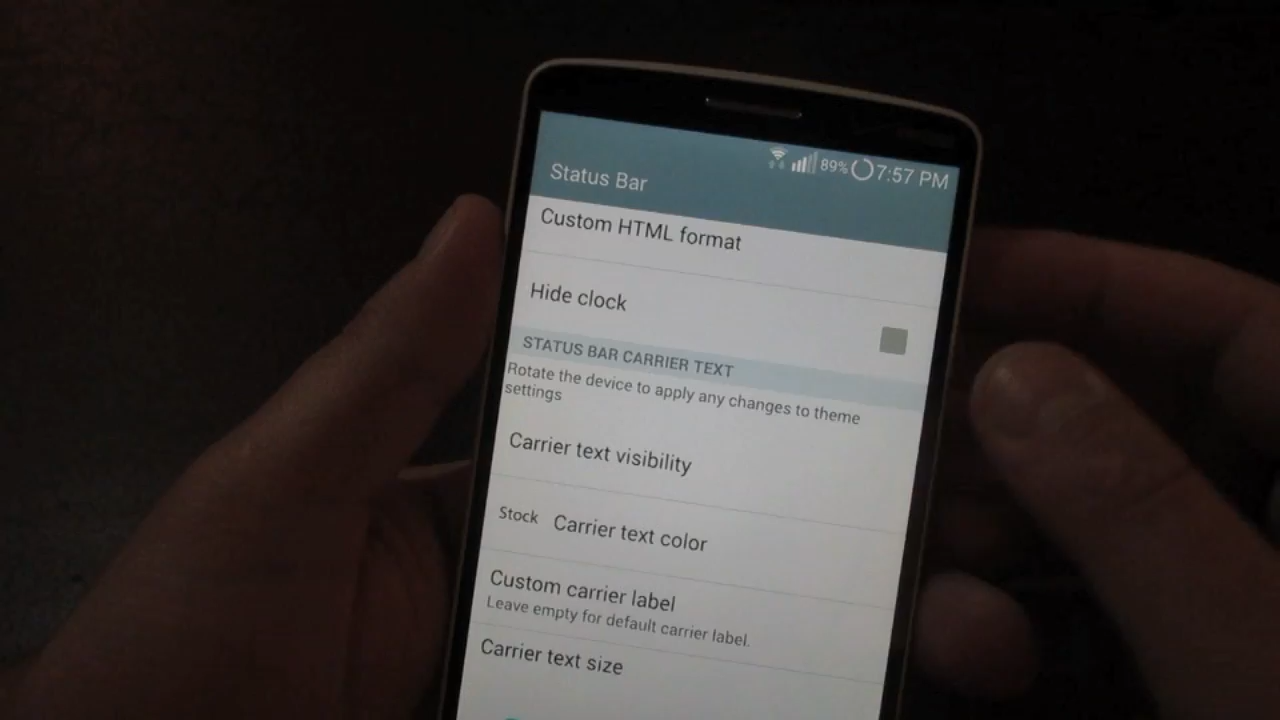 89% 7:57 PM
Status Bar
Custom HTML format
Hide clock
STATUS BAR CARRIER TEXT
Rotate the device to apply any changes to theme
settings
Carrier text visibility
Stock Carrier text color
Custom carrier label
Leave empty for default carrier label.
Carrier text size